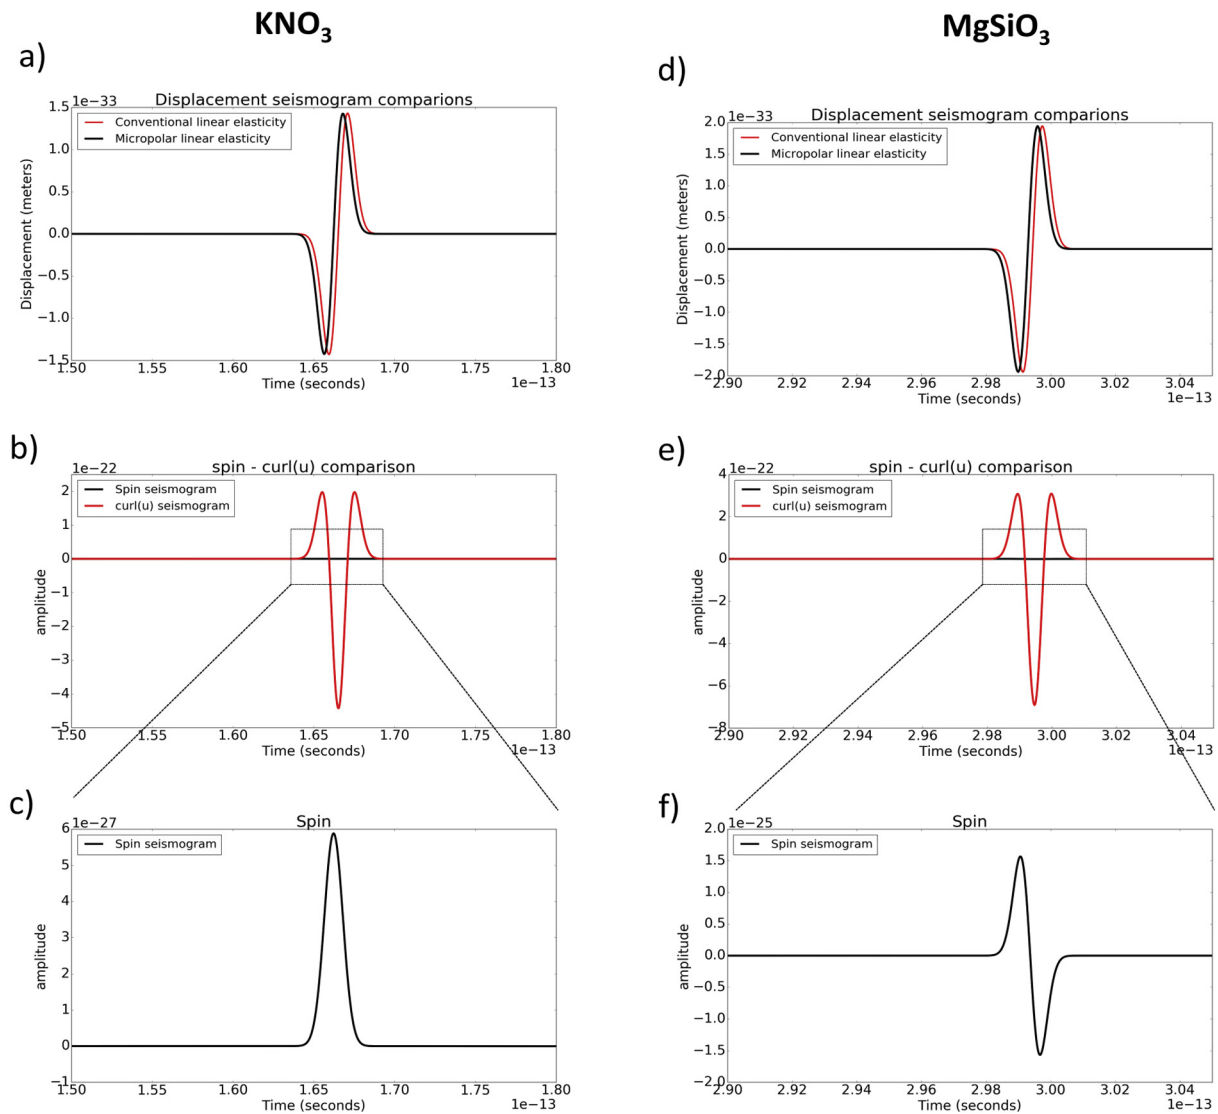 KNO3
MgSiO3
a)
1e−33
Displacement seismogram comparions
Conventional linear elasticity
Micropolar linear elasticity
Displacement (meters)
1.5
1.0
0.5
0.0
−0.5
−1.0
−1.5
1.50 1.55 1.60 1.65 1.70 1.75 1.80
Time (seconds)
1e−13
d)
1e−33
Displacement seismogram comparions
Conventional linear elasticity
Micropolar linear elasticity
Displacement (meters)
2.0
1.5
1.0
0.5
0.0
−0.5
−1.0
−1.5
−2.0
2.90 2.92 2.94 2.96 2.98 3.00 3.02 3.04
Time (seconds)
1e−13
b)
1e−22
spin - curl(u) comparison
Spin seismogram
curl(u) seismogram
amplitude
2
1
0
−1
−2
−3
−4
−5
1.50 1.55 1.60 1.65 1.70 1.75 1.80
Time (seconds)
1e−13
e)
1e−22
spin - curl(u) comparison
Spin seismogram
curl(u) seismogram
amplitude
4
2
0
−2
−4
−6
−8
2.90 2.92 2.94 2.96 2.98 3.00 3.02 3.04
Time (seconds)
1e−13
c)
1e−27
Spin
Spin seismogram
amplitude
6
5
4
3
2
1
0
−1
1.50 1.55 1.60 1.65 1.70 1.75 1.80
Time (seconds)
1e−13
f)
1e−25
Spin
Spin seismogram
amplitude
2.0
1.5
1.0
0.5
0.0
−0.5
−1.0
−1.5
−2.0
2.90 2.92 2.94 2.96 2.98 3.00 3.02 3.04
Time (seconds)
1e−13